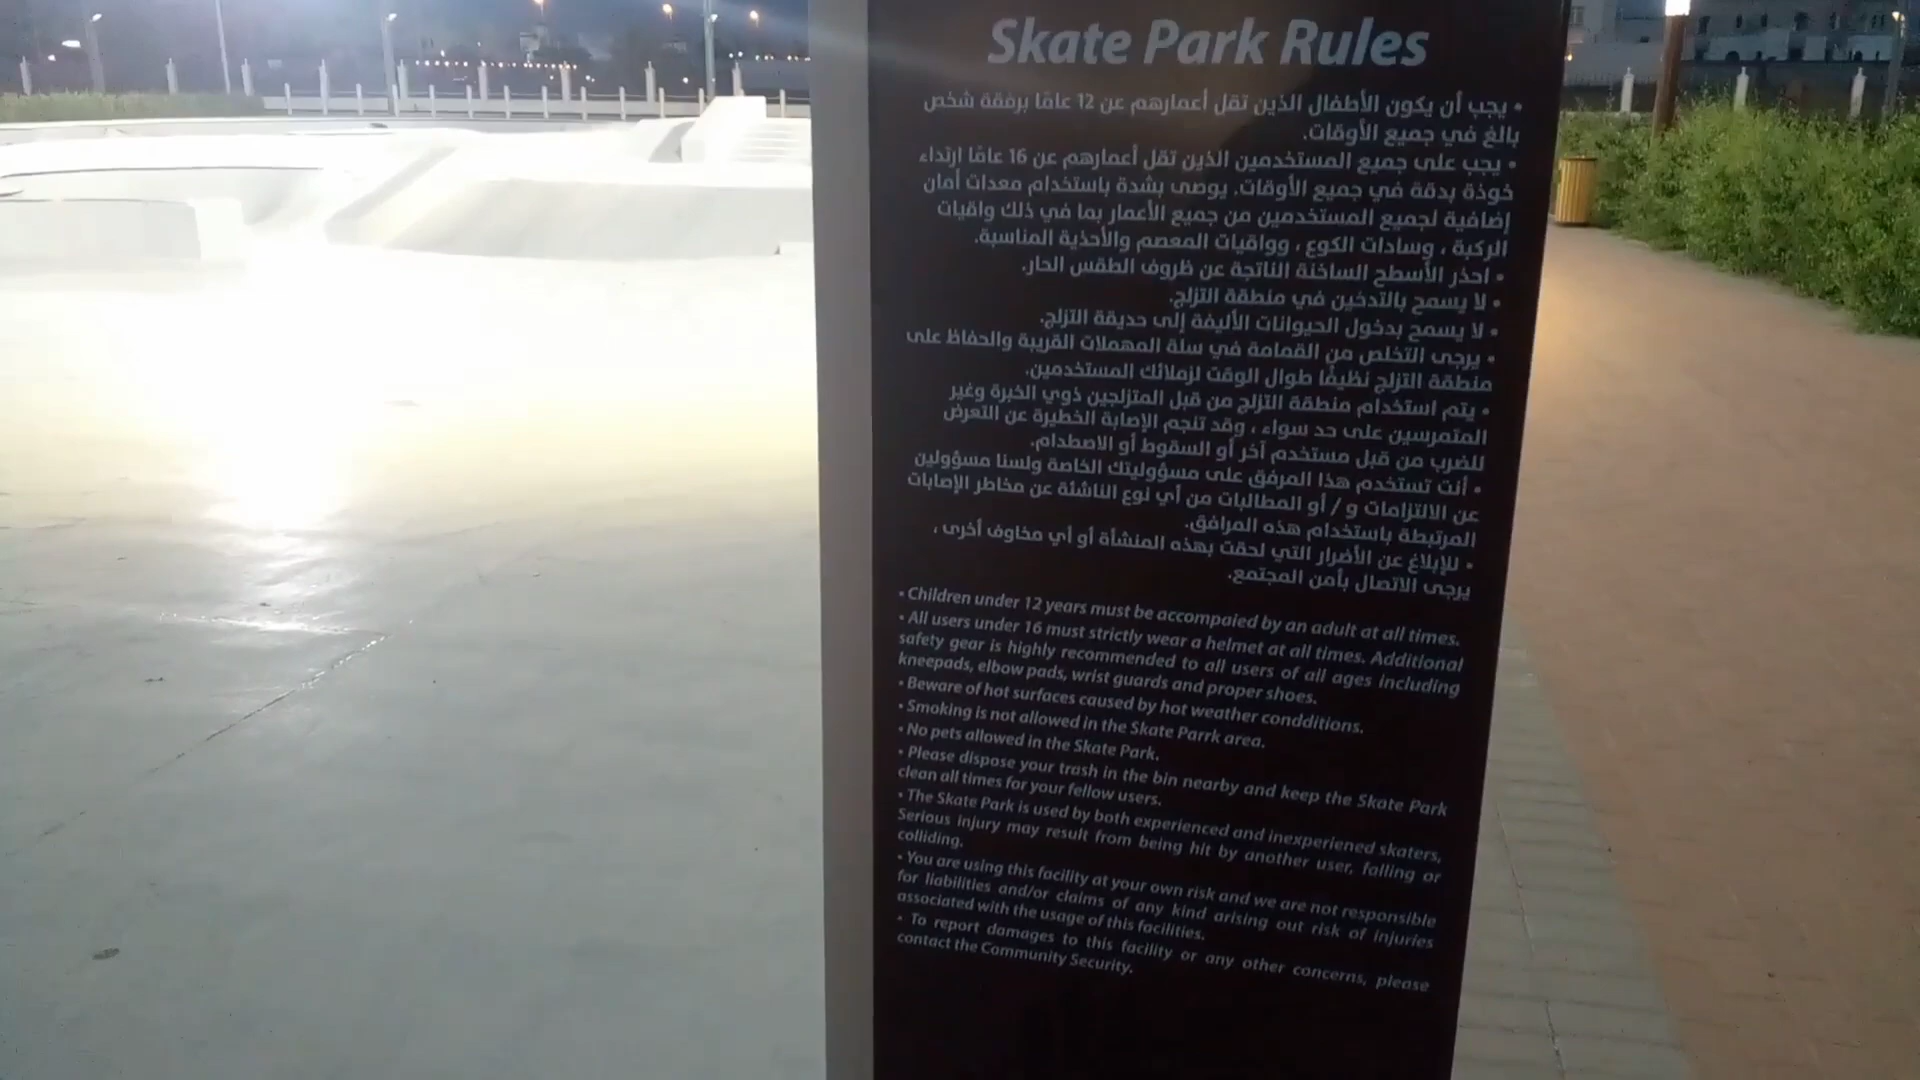 Skate Park Rules
• يجب أن يكون الأطفال الذين تقل أعمارهم عن 12 عامًا برفقة شخص
بالغ في جميع الأوقات.
• يجب على جميع المستخدمين الذين تقل أعمارهم عن 16 عامًا ارتداء
خوذة بدقة في جميع الأوقات. يوصى بشدة باستخدام معدات أمان
إضافية لجميع المستخدمين من جميع الأعمار بما في ذلك واقيات
الركبة ، وسادات الكوع ، وواقيات المعصم والأحذية المناسبة.
• احذر الأسطح الساخنة الناتجة عن ظروف الطقس الحار.
• لا يسمح بالتدخين في منطقة التزلج.
• لا يسمح بدخول الحيوانات الأليفة إلى حديقة التزلج.
• يرجى التخلص من القمامة في سلة المهملات القريبة والحفاظ على
منطقة التزلج نظيفًا طوال الوقت لزملائك المستخدمين.
• يتم استخدام منطقة التزلج من قبل المتزلجين ذوي الخبرة وغير
المتمرسين على حد سواء ، وقد تنجم الإصابة الخطيرة عن التعرض
للضرب من قبل مستخدم آخر أو السقوط أو الاصطدام.
• أنت تستخدم هذا المرفق على مسؤوليتك الخاصة ولسنا مسؤولين
عن الالتزامات و / أو المطالبات من أي نوع الناشئة عن مخاطر الإصابات
المرتبطة باستخدام هذه المرافق.
• للإبلاغ عن الأضرار التي لحقت بهذه المنشأة أو أي مخاوف أخرى ،
يرجى الاتصال بأمن المجتمع.
• Children under 12 years must be accompaied by an adult at all times.
• All users under 16 must strictly wear a helmet at all times. Additional
safety gear is highly recommended to all users of all ages including
kneepads, elbow pads, wrist guards and proper shoes.
• Beware of hot surfaces caused by hot weather condditions.
• Smoking is not allowed in the Skate Parrk area.
• No pets allowed in the Skate Park.
• Please dispose your trash in the bin nearby and keep the Skate Park
clean all times for your fellow users.
• The Skate Park is used by both experienced and inexperiened skaters,
Serious injury may result from being hit by another user, falling or
colliding.
• You are using this facility at your own risk and we are not responsible
for liabilities and/or claims of any kind arising out risk of injuries
associated with the usage of this facilities.
• To report damages to this facility or any other concerns, please
contact the Community Security.